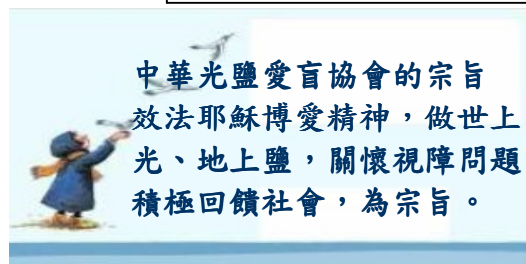 中華光鹽愛盲協會的宗旨
效法耶穌博愛精神，做世上
光、地上鹽，關懷視障問題
積極回饋社會，為宗旨。